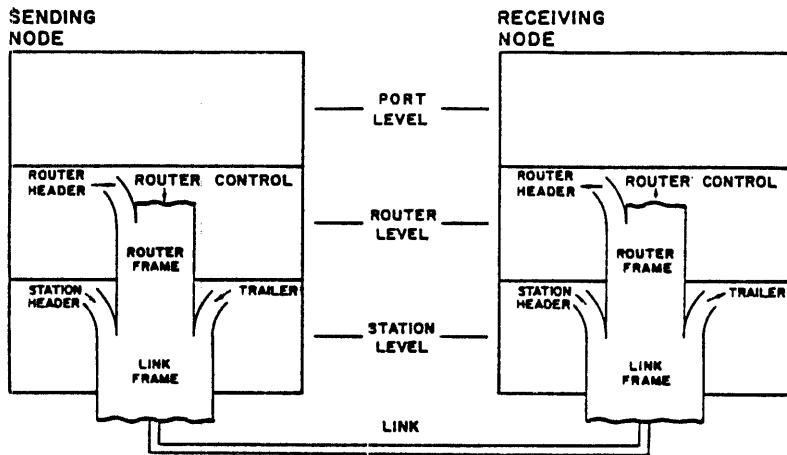 SENDING
NODE
RECEIVING
NODE
PORT
LEVEL
ROUTER
HEADER
ROUTER CONTROL
ROUTER
HEADER
ROUTER CONTROL
ROUTER
LEVEL
ROUTER
FRAME
ROUTER
FRAME
STATION
HEADER
TRAILER
STATION
HEADER
TRAILER
STATION
LEVEL
LINK
FRAME
LINK
FRAME
LINK